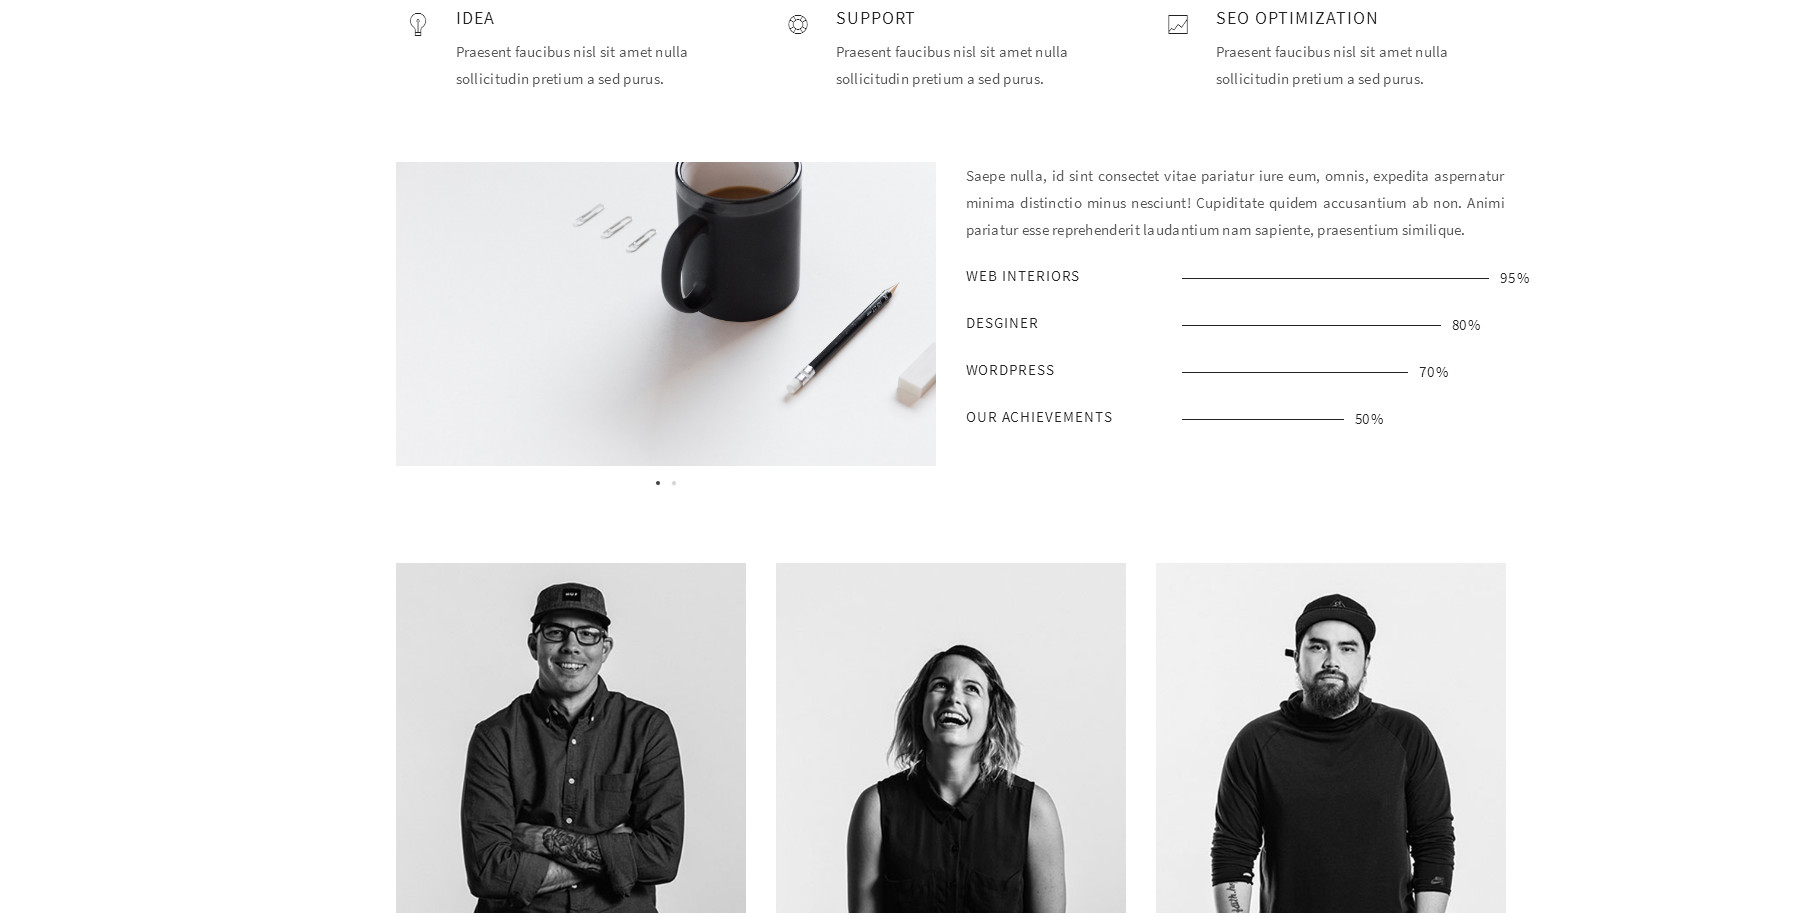 IDEA
Praesent faucibus nisl sit amet nulla
sollicitudin pretium a sed purus.
SUPPORT
Praesent faucibus nisl sit amet nulla
sollicitudin pretium a sed purus.
SEO OPTIMIZATION
Praesent faucibus nisl sit amet nulla
sollicitudin pretium a sed purus.
Saepe nulla, id sint consectet vitae pariatur iure eum, omnis, expedita aspernatur
minima distinctio minus nesciunt! Cupiditate quidem accusantium ab non. Animi
pariatur esse reprehenderit laudantium nam sapiente, praesentium similique.
WEB INTERIORS 95%
DESGINER 80%
WORDPRESS 70%
OUR ACHIEVEMENTS 50%
HUF